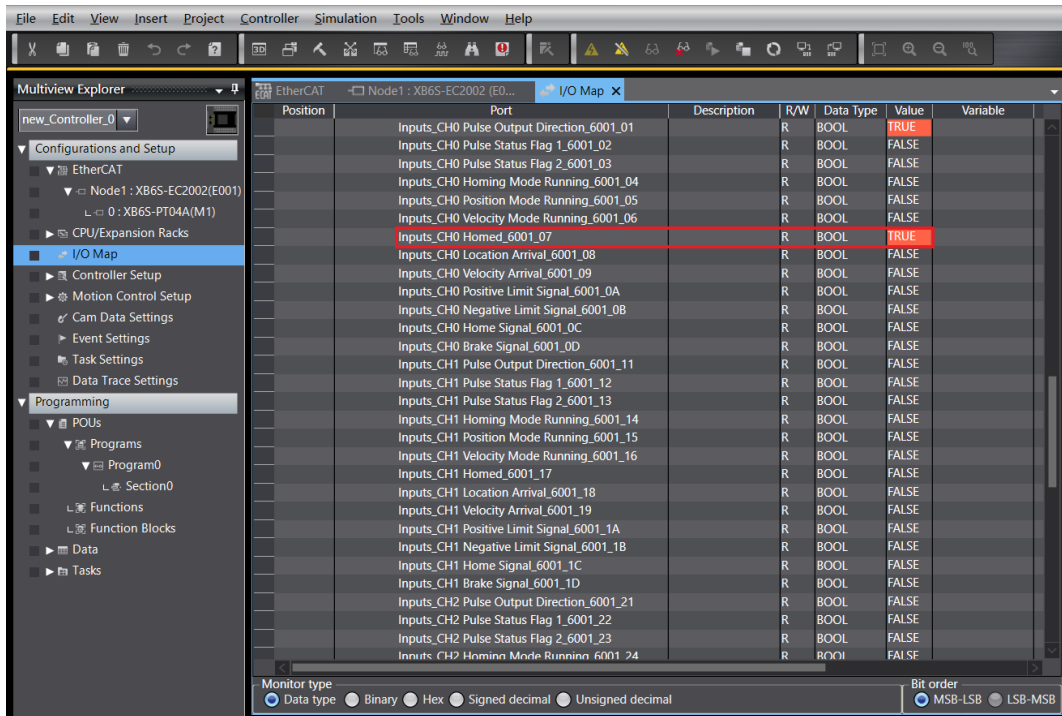 File Edit View Insert Project Controller Simulation Tools Window Help
Multiview Explorer
new_Controller_0
Configurations and Setup
EtherCAT
Node1 : XB6S-EC2002(E001)
0 : XB6S-PT04A(M1)
CPU/Expansion Racks
I/O Map
Controller Setup
Motion Control Setup
Cam Data Settings
Event Settings
Task Settings
Data Trace Settings
Programming
POUs
Programs
Program0
Section0
Functions
Function Blocks
Data
Tasks
EtherCAT Node1 : XB6S-EC2002 (E0... I/O Map
Position Port Description R/W Data Type Value Variable
Inputs_CH0 Pulse Output Direction_6001_01 R BOOL TRUE
Inputs_CH0 Pulse Status Flag 1_6001_02 R BOOL FALSE
Inputs_CH0 Pulse Status Flag 2_6001_03 R BOOL FALSE
Inputs_CH0 Homing Mode Running_6001_04 R BOOL FALSE
Inputs_CH0 Position Mode Running_6001_05 R BOOL FALSE
Inputs_CH0 Velocity Mode Running_6001_06 R BOOL FALSE
Inputs_CH0 Homed_6001_07 R BOOL TRUE
Inputs_CH0 Location Arrival_6001_08 R BOOL FALSE
Inputs_CH0 Velocity Arrival_6001_09 R BOOL FALSE
Inputs_CH0 Positive Limit Signal_6001_0A R BOOL FALSE
Inputs_CH0 Negative Limit Signal_6001_0B R BOOL FALSE
Inputs_CH0 Home Signal_6001_0C R BOOL FALSE
Inputs_CH0 Brake Signal_6001_0D R BOOL FALSE
Inputs_CH1 Pulse Output Direction_6001_11 R BOOL FALSE
Inputs_CH1 Pulse Status Flag 1_6001_12 R BOOL FALSE
Inputs_CH1 Pulse Status Flag 2_6001_13 R BOOL FALSE
Inputs_CH1 Homing Mode Running_6001_14 R BOOL FALSE
Inputs_CH1 Position Mode Running_6001_15 R BOOL FALSE
Inputs_CH1 Velocity Mode Running_6001_16 R BOOL FALSE
Inputs_CH1 Homed_6001_17 R BOOL FALSE
Inputs_CH1 Location Arrival_6001_18 R BOOL FALSE
Inputs_CH1 Velocity Arrival_6001_19 R BOOL FALSE
Inputs_CH1 Positive Limit Signal_6001_1A R BOOL FALSE
Inputs_CH1 Negative Limit Signal_6001_1B R BOOL FALSE
Inputs_CH1 Home Signal_6001_1C R BOOL FALSE
Inputs_CH1 Brake Signal_6001_1D R BOOL FALSE
Inputs_CH2 Pulse Output Direction_6001_21 R BOOL FALSE
Inputs_CH2 Pulse Status Flag 1_6001_22 R BOOL FALSE
Inputs_CH2 Pulse Status Flag 2_6001_23 R BOOL FALSE
Inputs_CH2 Homing Mode Running_6001_24 R BOOL FALSE
Monitor type
Data type Binary Hex Signed decimal Unsigned decimal
Bit order
MSB-LSB LSB-MSB